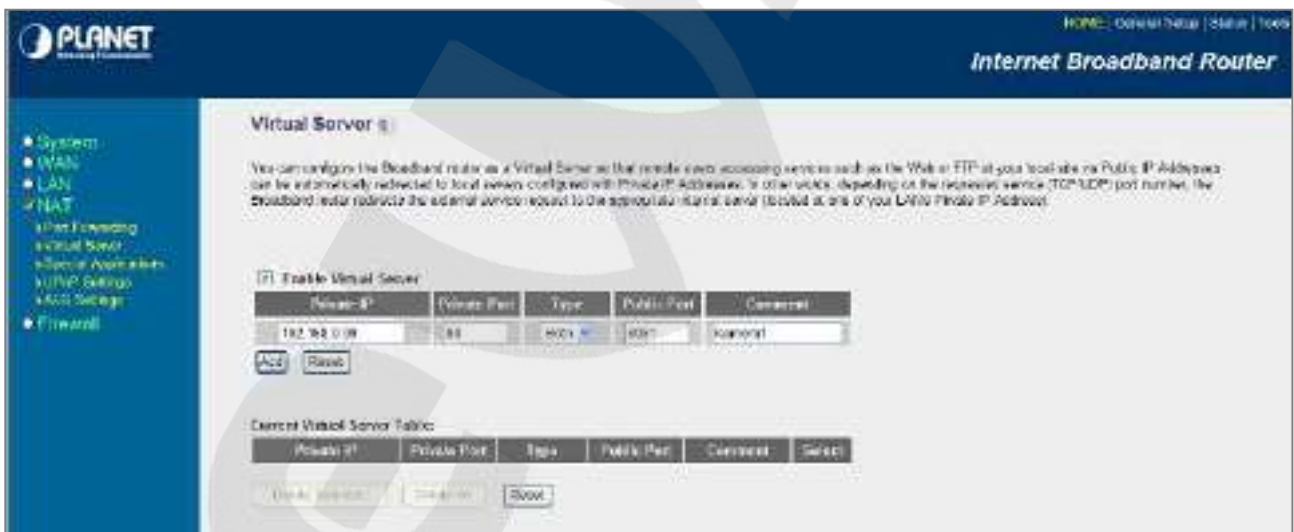 PLANET
HOME | General Setup | Status | Tools
Internet Broadband Router
System
WAN
LAN
NAT
Port Forwarding
Virtual Server
Special Applications
UPnP Settings
ALG Settings
Firewall
Virtual Server
You can configure the Broadband router as a Virtual Server so that remote users accessing services such as the Web or FTP at your local site via Public IP Addresses
can be automatically redirected to local servers configured with Private IP Addresses. In other words, depending on the requested service (TCP/UDP) port number, the
Broadband router redirects the external service request to the appropriate internal server (located at one of your LAN's Private IP Address).
Enable Virtual Server
Private IP Private Port Type Public Port Comment
Both
Add Reset
Current Virtual Server Table:
Private IP Private Port Type Public Port Comment Select
Reset